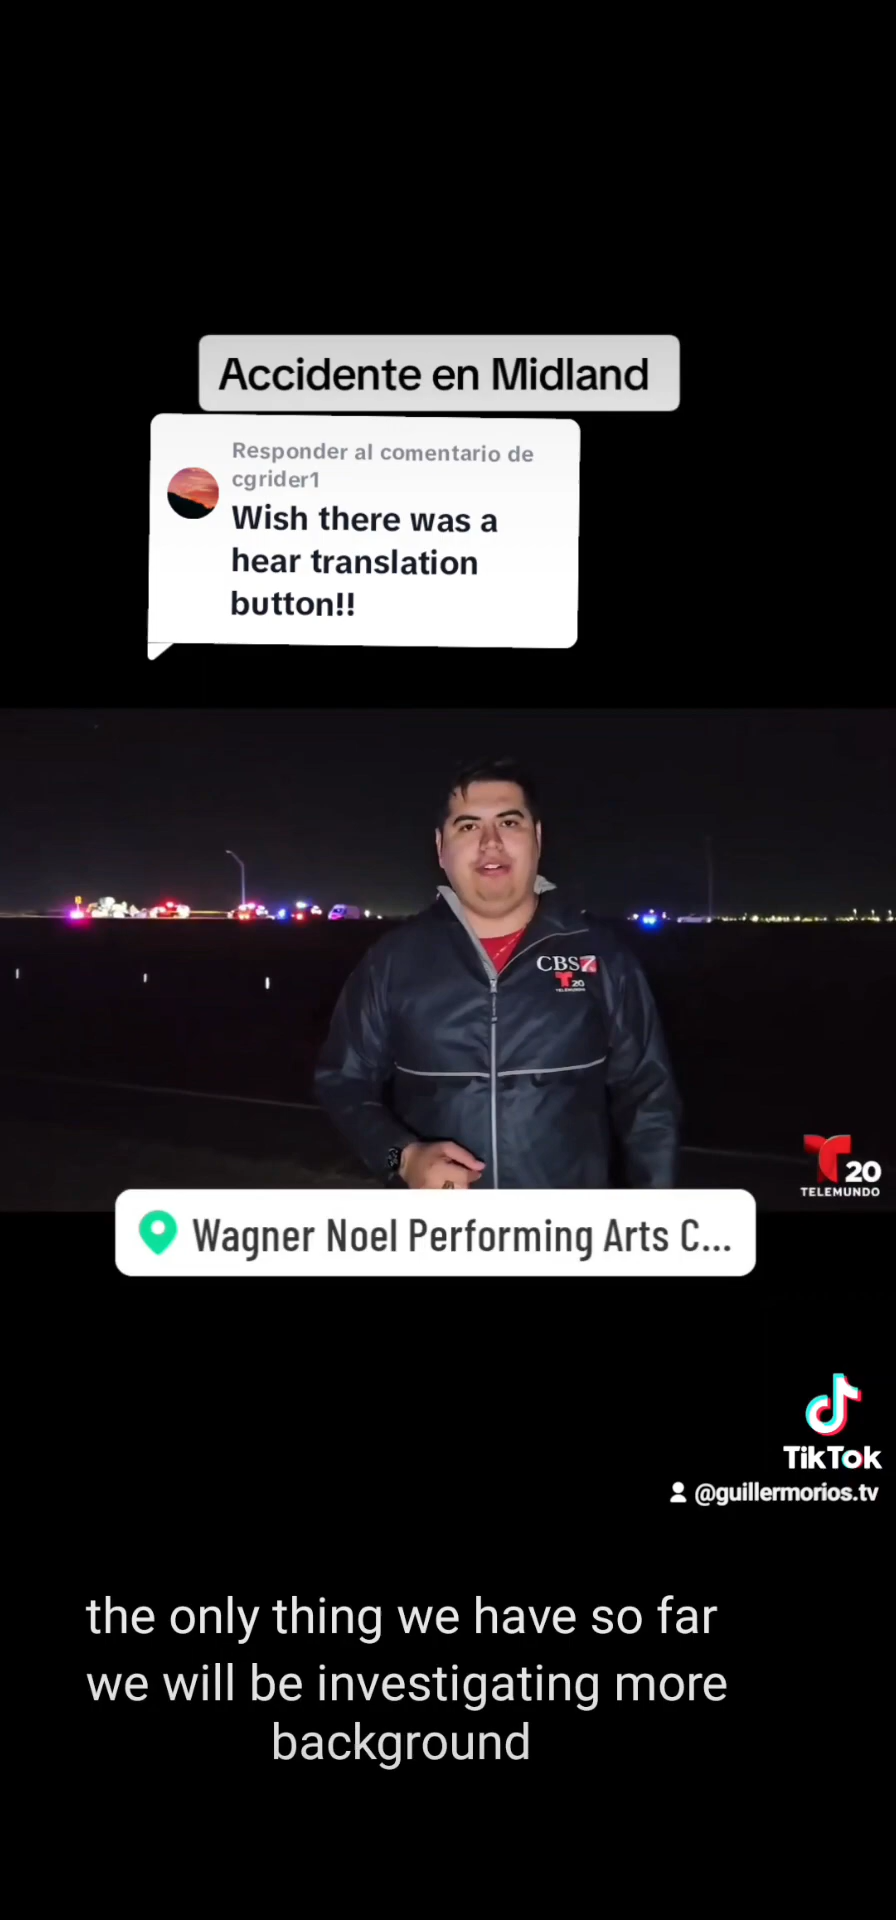 Accidente en Midland
Responder al comentario de
cgrider1
Wish there was a
hear translation
button!!
CBS7
20
TELEMUNDO
20
TELEMUNDO
Wagner Noel Performing Arts C...
TikTok
@guillermorios.tv
the only thing we have so far
we will be investigating more
background